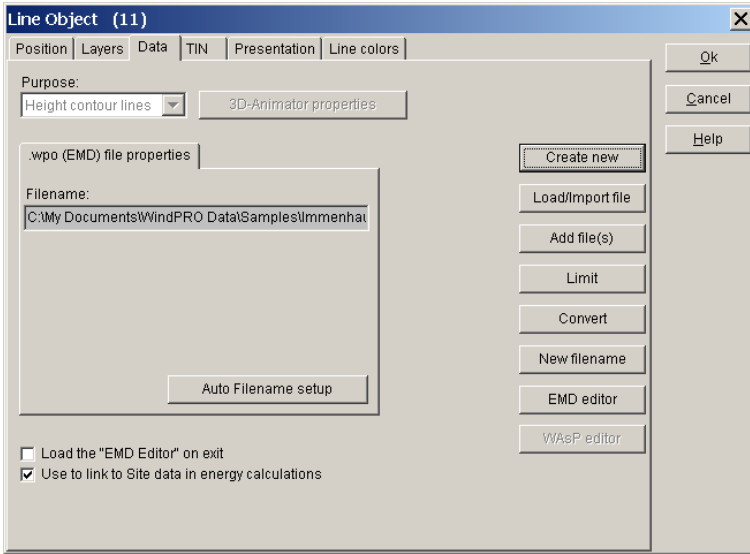 Line Object (11)
Position Layers Data TIN Presentation Line colors
Ok
Purpose:
Height contour lines 3D-Animator properties
Cancel
Help
.wpo (EMD) file properties
Create new
Filename:
Load/Import file
C:\My Documents\WindPRO Data\Samples\Immenhau
Add file(s)
Limit
Convert
New filename
Auto Filename setup
EMD editor
WAsP editor
Load the "EMD Editor" on exit
Use to link to Site data in energy calculations